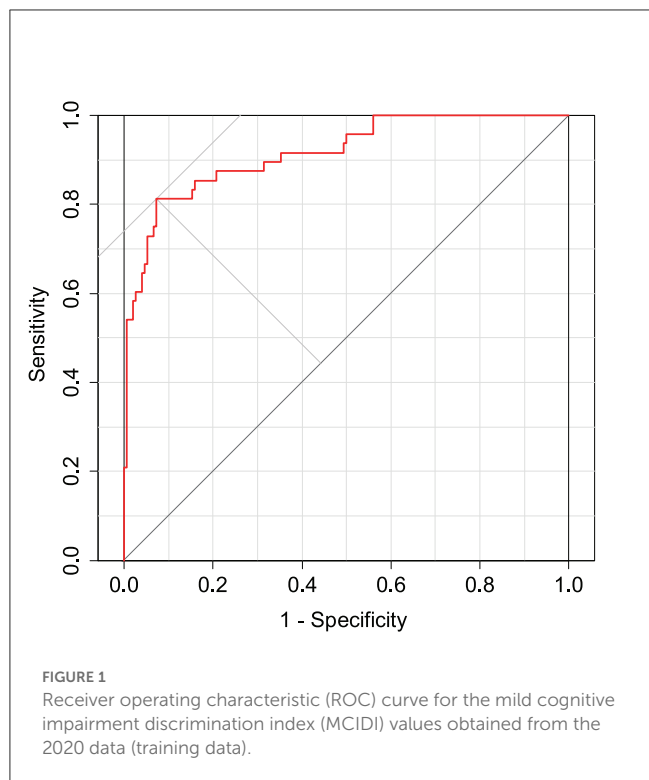 1.0
0.8
0.6
0.4
0.2
0.0
Sensitivity
0.0 0.2 0.4 0.6 0.8 1.0
1 - Specificity
FIGURE 1
Receiver operating characteristic (ROC) curve for the mild cognitive
impairment discrimination index (MCIDI) values obtained from the
2020 data (training data).